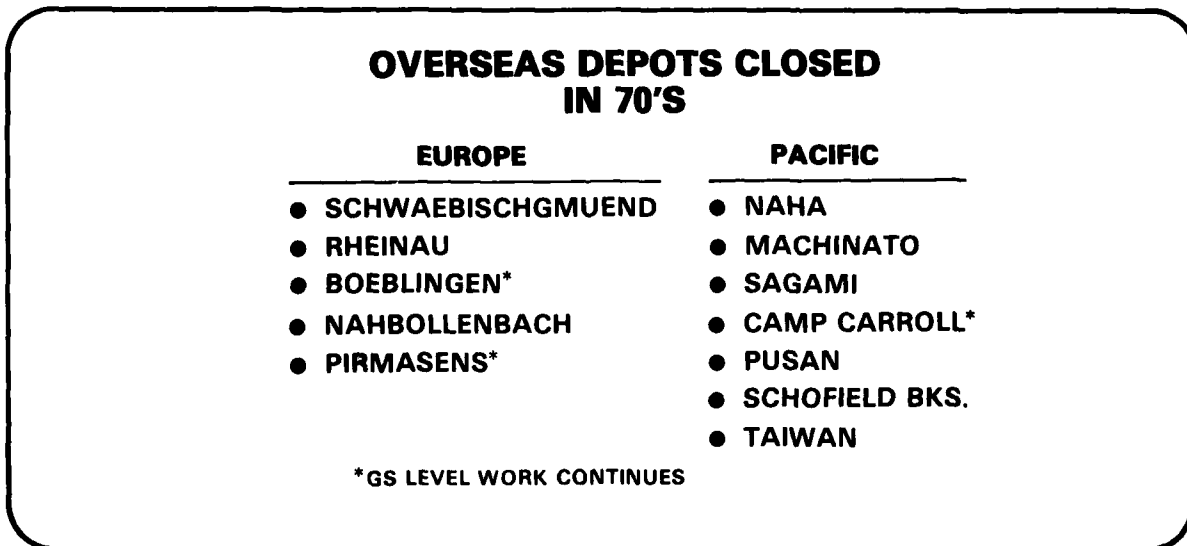 OVERSEAS DEPOTS CLOSED
IN 70'S
EUROPE
● SCHWAEBISCHGMUEND
● RHEINAU
● BOEBLINGEN*
● NAHBOLLENBACH
● PIRMASENS*
PACIFIC
● NAHA
● MACHINATO
● SAGAMI
● CAMP CARROLL*
● PUSAN
● SCHOFIELD BKS.
● TAIWAN
*GS LEVEL WORK CONTINUES